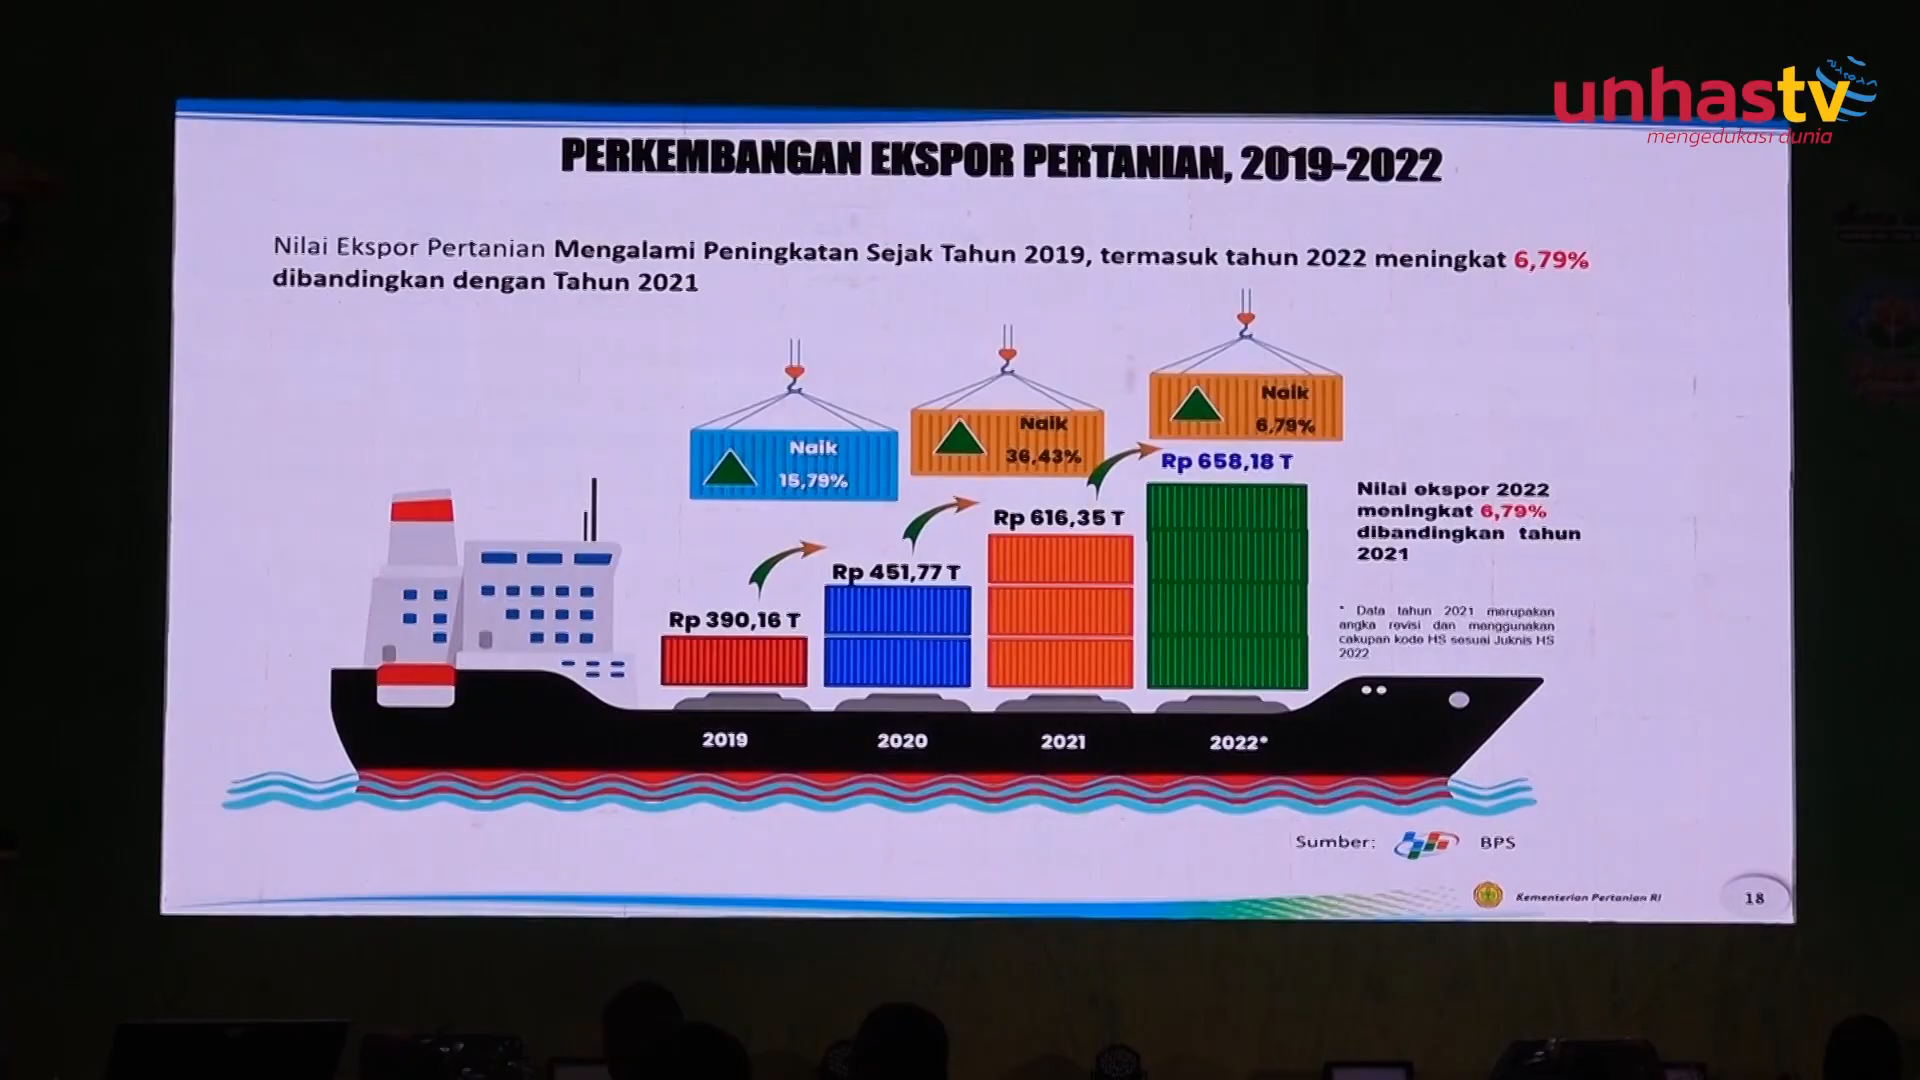 unhastv
mengedukasi dunia
PERKEMBANGAN EKSPOR PERTANIAN, 2019-2022
Nilai Ekspor Pertanian Mengalami Peningkatan Sejak Tahun 2019, termasuk tahun 2022 meningkat 6,79%
dibandingkan dengan Tahun 2021
Naik
15,79%
Naik
36,43%
Naik
6,79%
Rp 390,16 T
Rp 451,77 T
Rp 616,35 T
Rp 658,18 T
Nilai ekspor 2022
meningkat 6,79%
dibandingkan tahun
2021
* Data tahun 2021 merupakan
angka revisi dan menggunakan
cakupan kode HS sesuai Juknis HS
2022
2019
2020
2021
2022*
Sumber:
BPS
Kementerian Pertanian RI
18